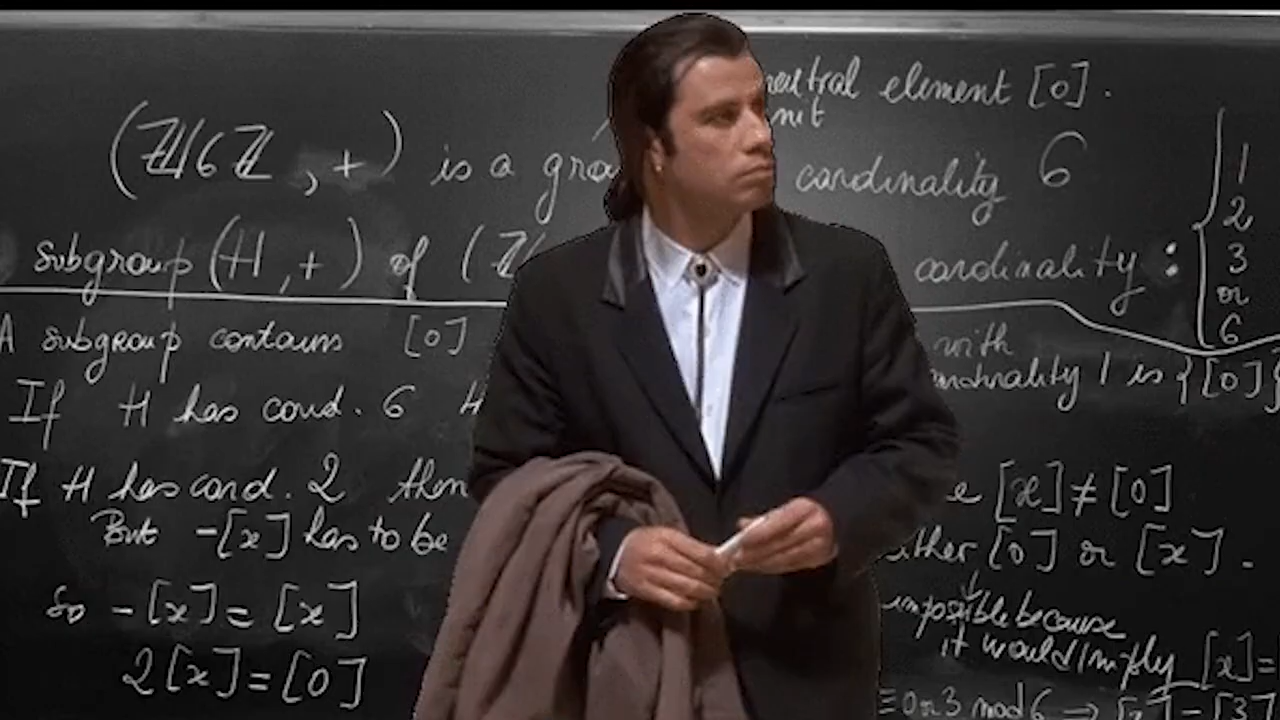 neutral element [0].
unit
(ℤ/6ℤ, +) is a gro cardinality 6
subgroup (H, +) of (ℤ/ cardinality : { 1
2
3
or
6
A subgroup contains [0] with
cardinality 1 is {[0]}
If H has card. 6 H
If H has card. 2 then [x] ≠ [0]
But -[x] has to be either [0] or [x].
impossible because
it would imply [x]=
So -[x] = [x]
2[x] = [0]
≡ 0 or 3 mod 6 ⇒